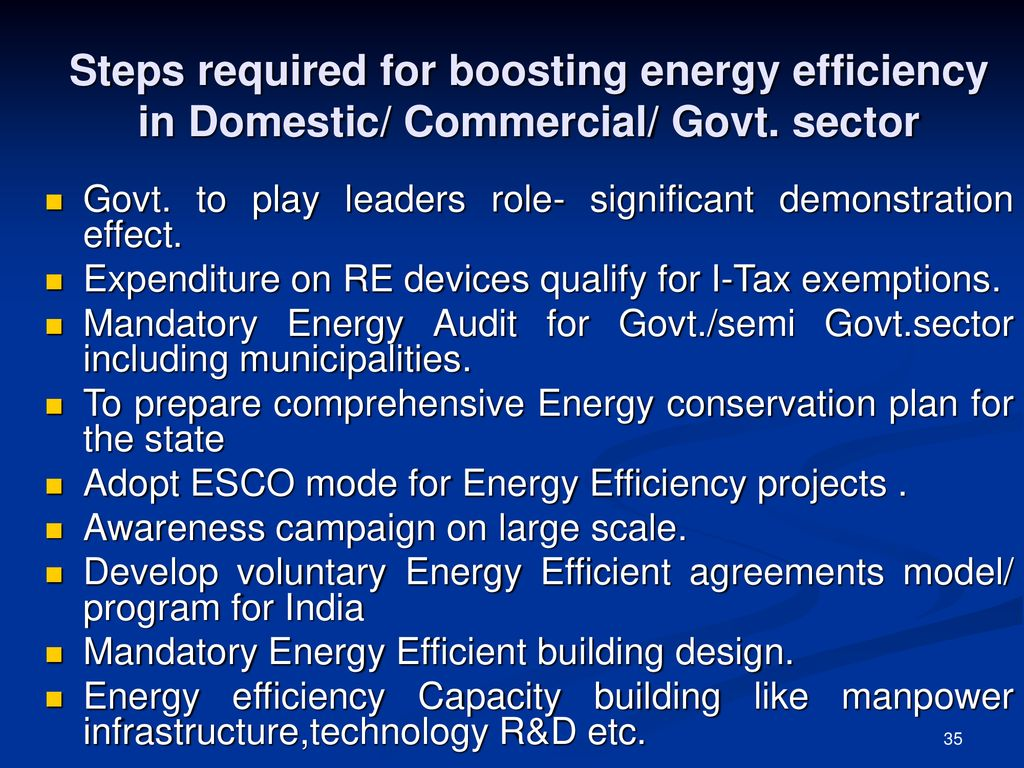 Steps required for boosting energy efficiency
in Domestic/ Commercial/ Govt. sector
Govt. to play leaders role- significant demonstration
effect.
Expenditure on RE devices qualify for I-Tax exemptions.
Mandatory Energy Audit for Govt./semi Govt.sector
including municipalities.
To prepare comprehensive Energy conservation plan for
the state
Adopt ESCO mode for Energy Efficiency projects .
Awareness campaign on large scale.
Develop voluntary Energy Efficient agreements model/
program for India
Mandatory Energy Efficient building design.
Energy efficiency Capacity building like manpower
infrastructure,technology R&D etc.
35